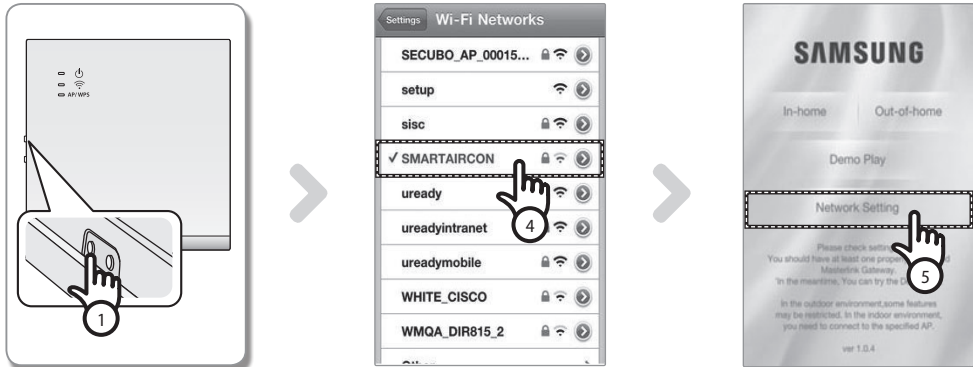 AP/WPS
1
Settings Wi-Fi Networks
SECUBO_AP_00015...
setup
sisc
✓ SMARTAIRCON
uready
ureadyintranet
ureadymobile
WHITE_CISCO
WMQA_DIR815_2
4
SAMSUNG
In-home Out-of-home
Demo Play
Network Setting
Please check setting
You should have at least one
Masterlink Gateway.
'In the meantime, You can try the
In the outdoor environment,some features
may be restricted. In the indoor environment,
you need to connect to the specified AP.
ver 1.0.4
5